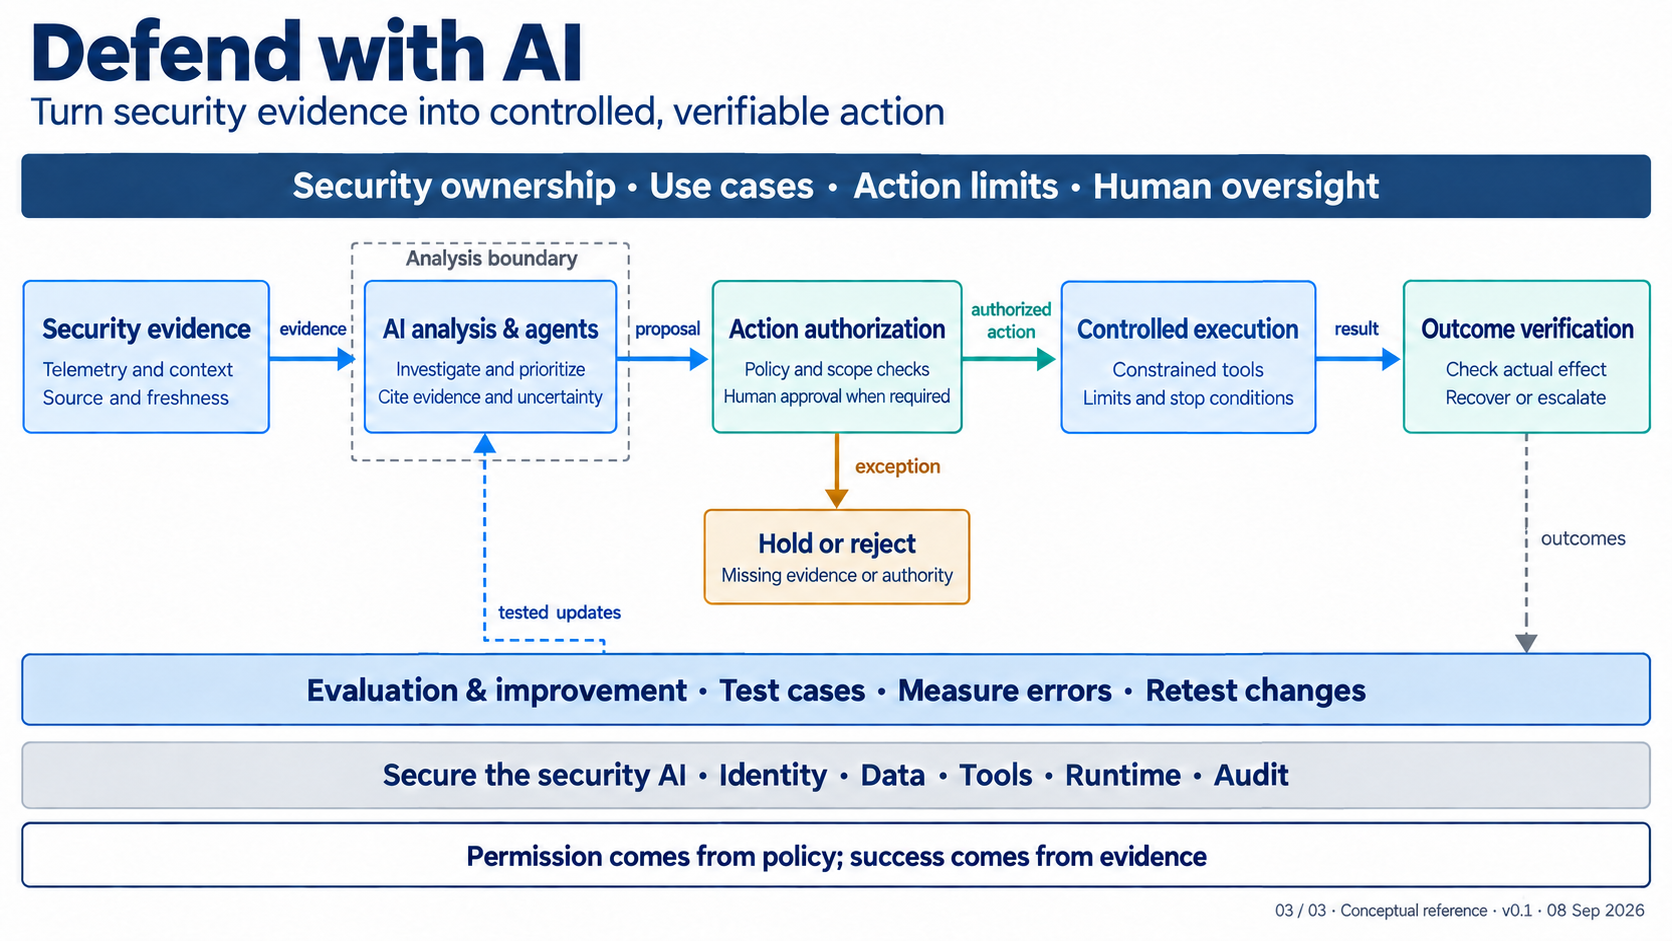 Defend with AI
Turn security evidence into controlled, verifiable action
Security ownership • Use cases • Action limits • Human oversight
Analysis boundary
Security evidence
Telemetry and context
Source and freshness
evidence
AI analysis & agents
Investigate and prioritize
Cite evidence and uncertainty
proposal
Action authorization
Policy and scope checks
Human approval when required
authorized
action
Controlled execution
Constrained tools
Limits and stop conditions
result
Outcome verification
Check actual effect
Recover or escalate
exception
Hold or reject
Missing evidence or authority
outcomes
tested updates
Evaluation & improvement • Test cases • Measure errors • Retest changes
Secure the security AI • Identity • Data • Tools • Runtime • Audit
Permission comes from policy; success comes from evidence
03 / 03 · Conceptual reference · v0.1 · 08 Sep 2026